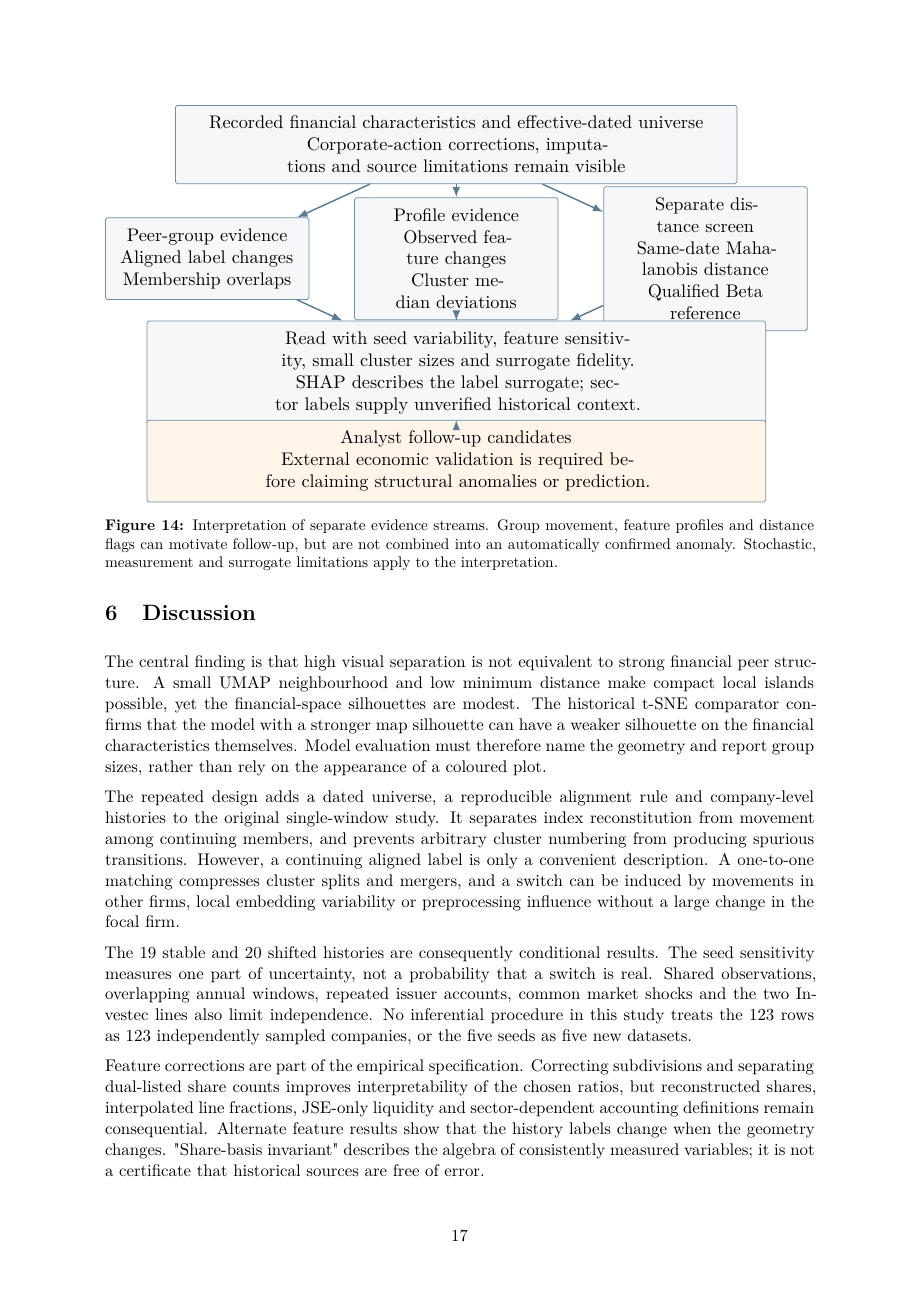 Recorded financial characteristics and effective-dated universe
Corporate-action corrections, imputa-
tions and source limitations remain visible
Peer-group evidence
Aligned label changes
Membership overlaps
Profile evidence
Observed fea-
ture changes
Cluster me-
dian deviations
Separate dis-
tance screen
Same-date Maha-
lanobis distance
Qualified Beta
reference
Read with seed variability, feature sensitiv-
ity, small cluster sizes and surrogate fidelity.
SHAP describes the label surrogate; sec-
tor labels supply unverified historical context.
Analyst follow-up candidates
External economic validation is required be-
fore claiming structural anomalies or prediction.
Figure 14: Interpretation of separate evidence streams. Group movement, feature profiles and distance
flags can motivate follow-up, but are not combined into an automatically confirmed anomaly. Stochastic,
measurement and surrogate limitations apply to the interpretation.
6 Discussion
The central finding is that high visual separation is not equivalent to strong financial peer struc-
ture. A small UMAP neighbourhood and low minimum distance make compact local islands
possible, yet the financial-space silhouettes are modest. The historical t-SNE comparator con-
firms that the model with a stronger map silhouette can have a weaker silhouette on the financial
characteristics themselves. Model evaluation must therefore name the geometry and report group
sizes, rather than rely on the appearance of a coloured plot.
The repeated design adds a dated universe, a reproducible alignment rule and company-level
histories to the original single-window study. It separates index reconstitution from movement
among continuing members, and prevents arbitrary cluster numbering from producing spurious
transitions. However, a continuing aligned label is only a convenient description. A one-to-one
matching compresses cluster splits and mergers, and a switch can be induced by movements in
other firms, local embedding variability or preprocessing influence without a large change in the
focal firm.
The 19 stable and 20 shifted histories are consequently conditional results. The seed sensitivity
measures one part of uncertainty, not a probability that a switch is real. Shared observations,
overlapping annual windows, repeated issuer accounts, common market shocks and the two In-
vestec lines also limit independence. No inferential procedure in this study treats the 123 rows
as 123 independently sampled companies, or the five seeds as five new datasets.
Feature corrections are part of the empirical specification. Correcting subdivisions and separating
dual-listed share counts improves interpretability of the chosen ratios, but reconstructed shares,
interpolated line fractions, JSE-only liquidity and sector-dependent accounting definitions remain
consequential. Alternate feature results show that the history labels change when the geometry
changes. "Share-basis invariant" describes the algebra of consistently measured variables; it is not
a certificate that historical sources are free of error.
17